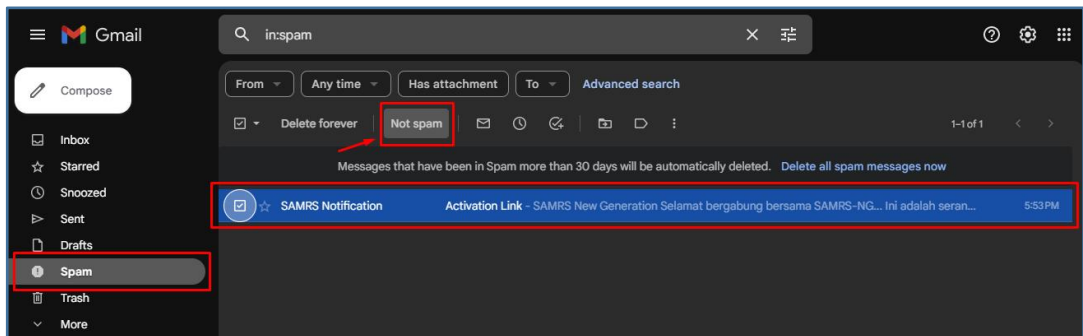 Gmail
in:spam
Compose
From
Any time
Has attachment
To
Advanced search
Delete forever
Not spam
1–1 of 1
Inbox
Messages that have been in Spam more than 30 days will be automatically deleted. Delete all spam messages now
Starred
Snoozed
SAMRS Notification Activation Link - SAMRS New Generation Selamat bergabung bersama SAMRS-NG... Ini adalah seran... 5:53 PM
Sent
Drafts
Spam
Trash
More